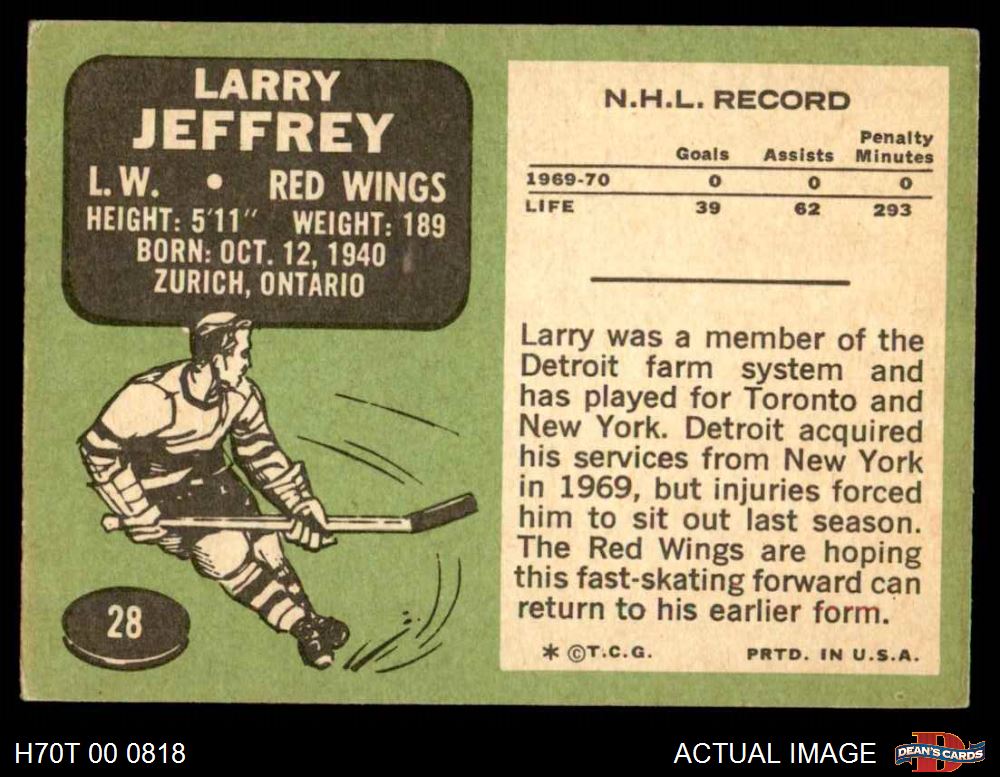 LARRY
JEFFREY
L.W. • RED WINGS
HEIGHT: 5'11" WEIGHT: 189
BORN: OCT. 12, 1940
ZURICH, ONTARIO
28
N.H.L. RECORD
Goals Assists Penalty Minutes
1969-70 0 0 0
LIFE 39 62 293
Larry was a member of the
Detroit farm system and
has played for Toronto and
New York. Detroit acquired
his services from New York
in 1969, but injuries forced
him to sit out last season.
The Red Wings are hoping
this fast-skating forward can
return to his earlier form.
* ©T.C.G. PRTD. IN U.S.A.
H70T 00 0818
ACTUAL IMAGE
D
DEAN'S CARDS